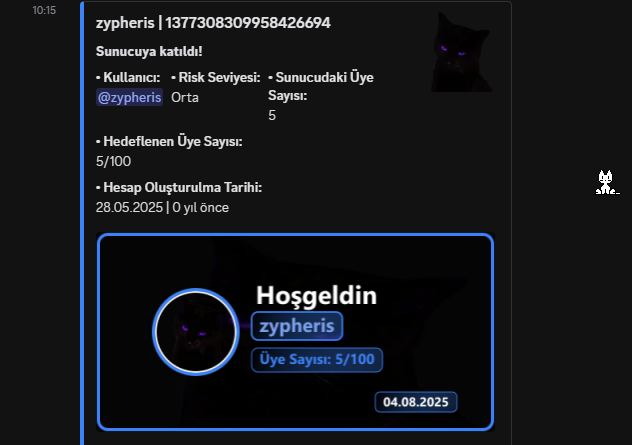 10:15
zypheris | 1377308309958426694
Sunucuya katıldı!
• Kullanıcı: • Risk Seviyesi: • Sunucudaki Üye
Sayısı:
@zypheris Orta
5
• Hedeflenen Üye Sayısı:
5/100
• Hesap Oluşturulma Tarihi:
28.05.2025 | 0 yıl önce
Hoşgeldin
zypheris
Üye Sayısı: 5/100
04.08.2025